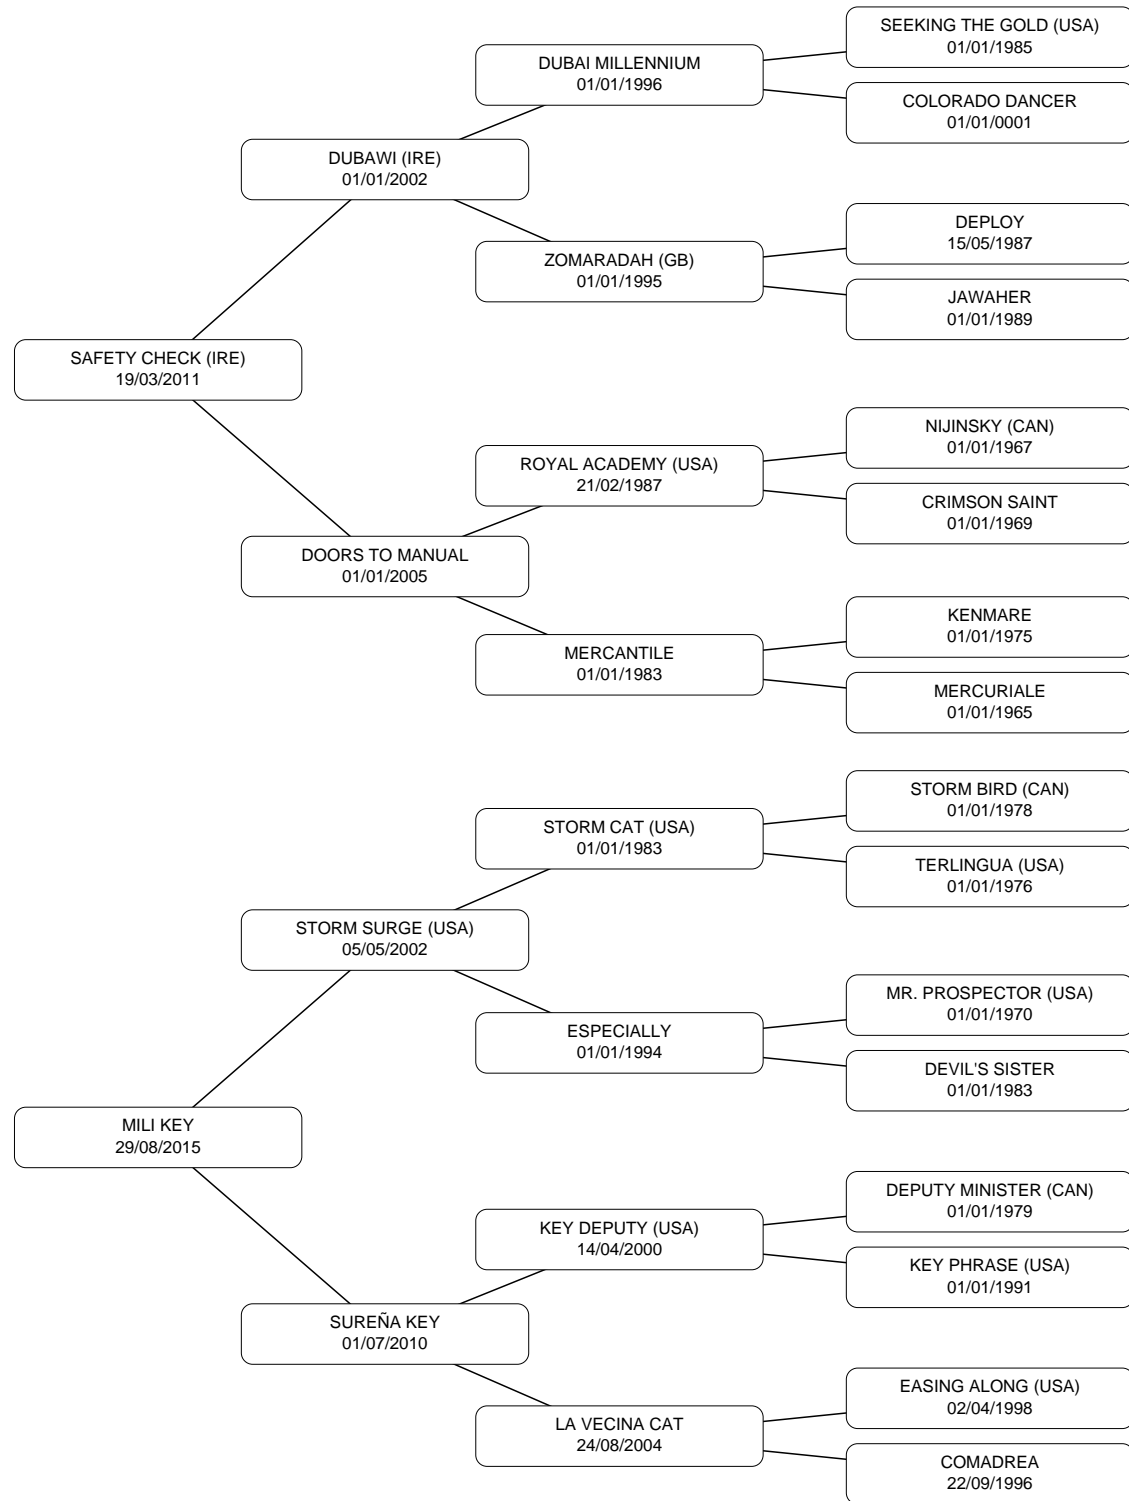 SEEKING THE GOLD (USA)
01/01/1985
DUBAI MILLENNIUM
01/01/1996
COLORADO DANCER
01/01/0001
DUBAWI (IRE)
01/01/2002
DEPLOY
15/05/1987
ZOMARADAH (GB)
01/01/1995
JAWAHER
01/01/1989
SAFETY CHECK (IRE)
19/03/2011
NIJINSKY (CAN)
01/01/1967
ROYAL ACADEMY (USA)
21/02/1987
CRIMSON SAINT
01/01/1969
DOORS TO MANUAL
01/01/2005
KENMARE
01/01/1975
MERCANTILE
01/01/1983
MERCURIALE
01/01/1965
STORM BIRD (CAN)
01/01/1978
STORM CAT (USA)
01/01/1983
TERLINGUA (USA)
01/01/1976
STORM SURGE (USA)
05/05/2002
MR. PROSPECTOR (USA)
01/01/1970
ESPECIALLY
01/01/1994
DEVIL'S SISTER
01/01/1983
MILI KEY
29/08/2015
DEPUTY MINISTER (CAN)
01/01/1979
KEY DEPUTY (USA)
14/04/2000
KEY PHRASE (USA)
01/01/1991
SUREÑA KEY
01/07/2010
EASING ALONG (USA)
02/04/1998
LA VECINA CAT
24/08/2004
COMADREA
22/09/1996